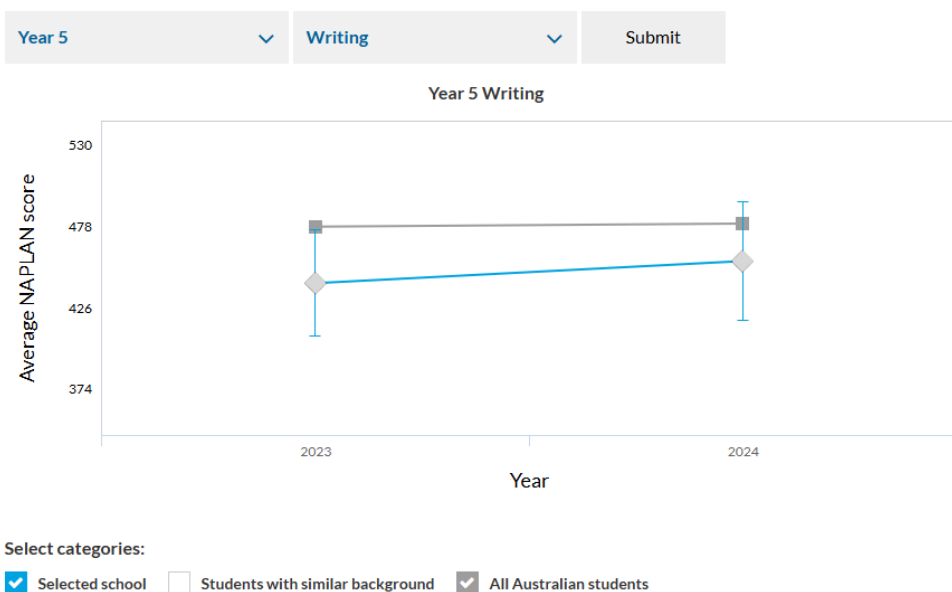 Year 5 Writing Submit
Year 5 Writing
530
478
426
374
Average NAPLAN score
2023 2024
Year
Select categories:
Selected school Students with similar background All Australian students